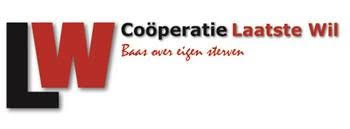 LW
Coöperatie Laatste Wil
Baas over eigen sterven